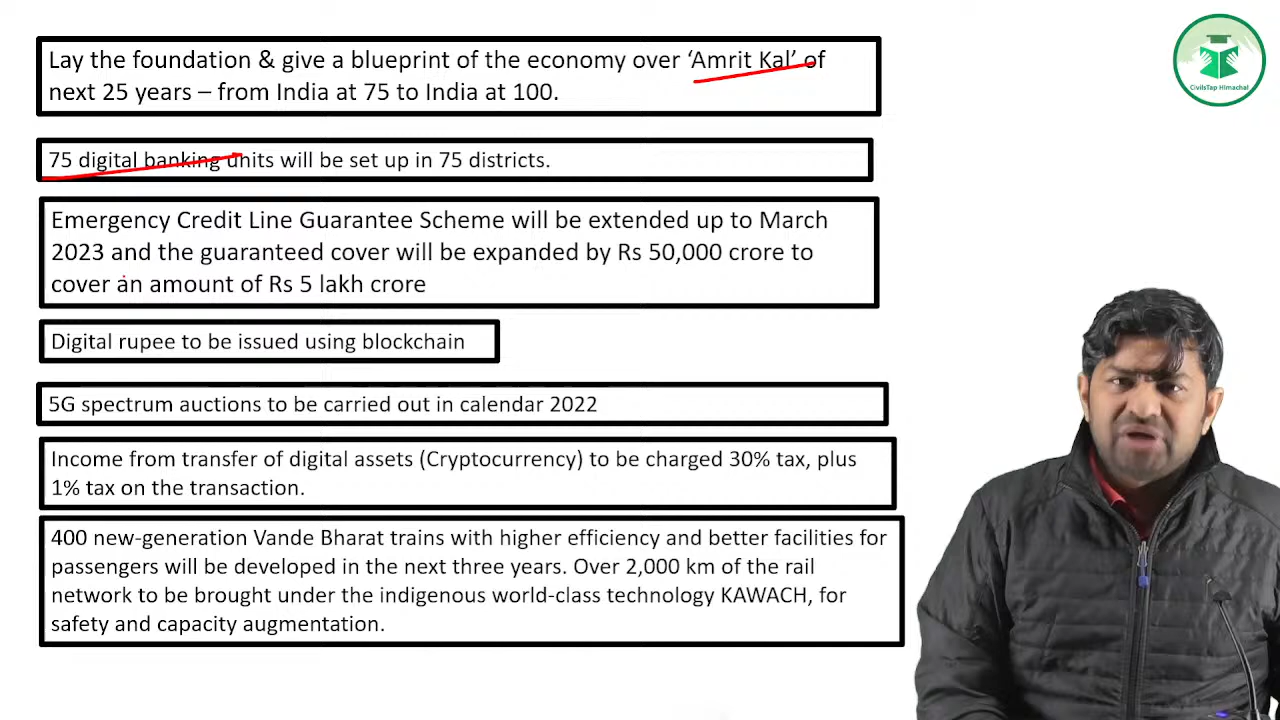 Lay the foundation & give a blueprint of the economy over ‘Amrit Kal’ of
next 25 years – from India at 75 to India at 100.
75 digital banking units will be set up in 75 districts.
Emergency Credit Line Guarantee Scheme will be extended up to March
2023 and the guaranteed cover will be expanded by Rs 50,000 crore to
cover an amount of Rs 5 lakh crore
Digital rupee to be issued using blockchain
5G spectrum auctions to be carried out in calendar 2022
Income from transfer of digital assets (Cryptocurrency) to be charged 30% tax, plus
1% tax on the transaction.
400 new-generation Vande Bharat trains with higher efficiency and better facilities for
passengers will be developed in the next three years. Over 2,000 km of the rail
network to be brought under the indigenous world-class technology KAWACH, for
safety and capacity augmentation.
CivilsTap Himachal